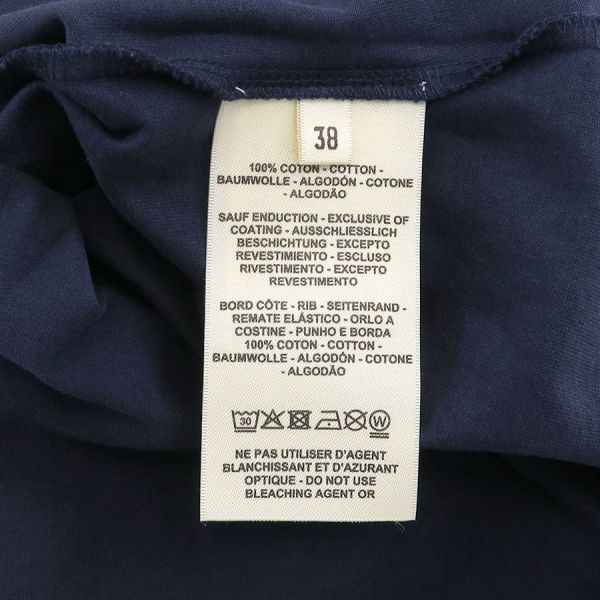 38
100% COTON - COTTON -
BAUMWOLLE - ALGODÓN - COTONE
- ALGODÃO
SAUF ENDUCTION - EXCLUSIVE OF
COATING - AUSSCHLIESSLICH
BESCHICHTUNG - EXCEPTO
REVESTIMIENTO - ESCLUSO
RIVESTIMENTO - EXCEPTO
REVESTIMENTO
BORD CÔTE - RIB - SEITENRAND -
REMATE ELÁSTICO - ORLO A
COSTINE - PUNHO E BORDA
100% COTON - COTTON -
BAUMWOLLE - ALGODÓN - COTONE
- ALGODÃO
30 W
NE PAS UTILISER D'AGENT
BLANCHISSANT ET D'AZURANT
OPTIQUE - DO NOT USE
BLEACHING AGENT OR